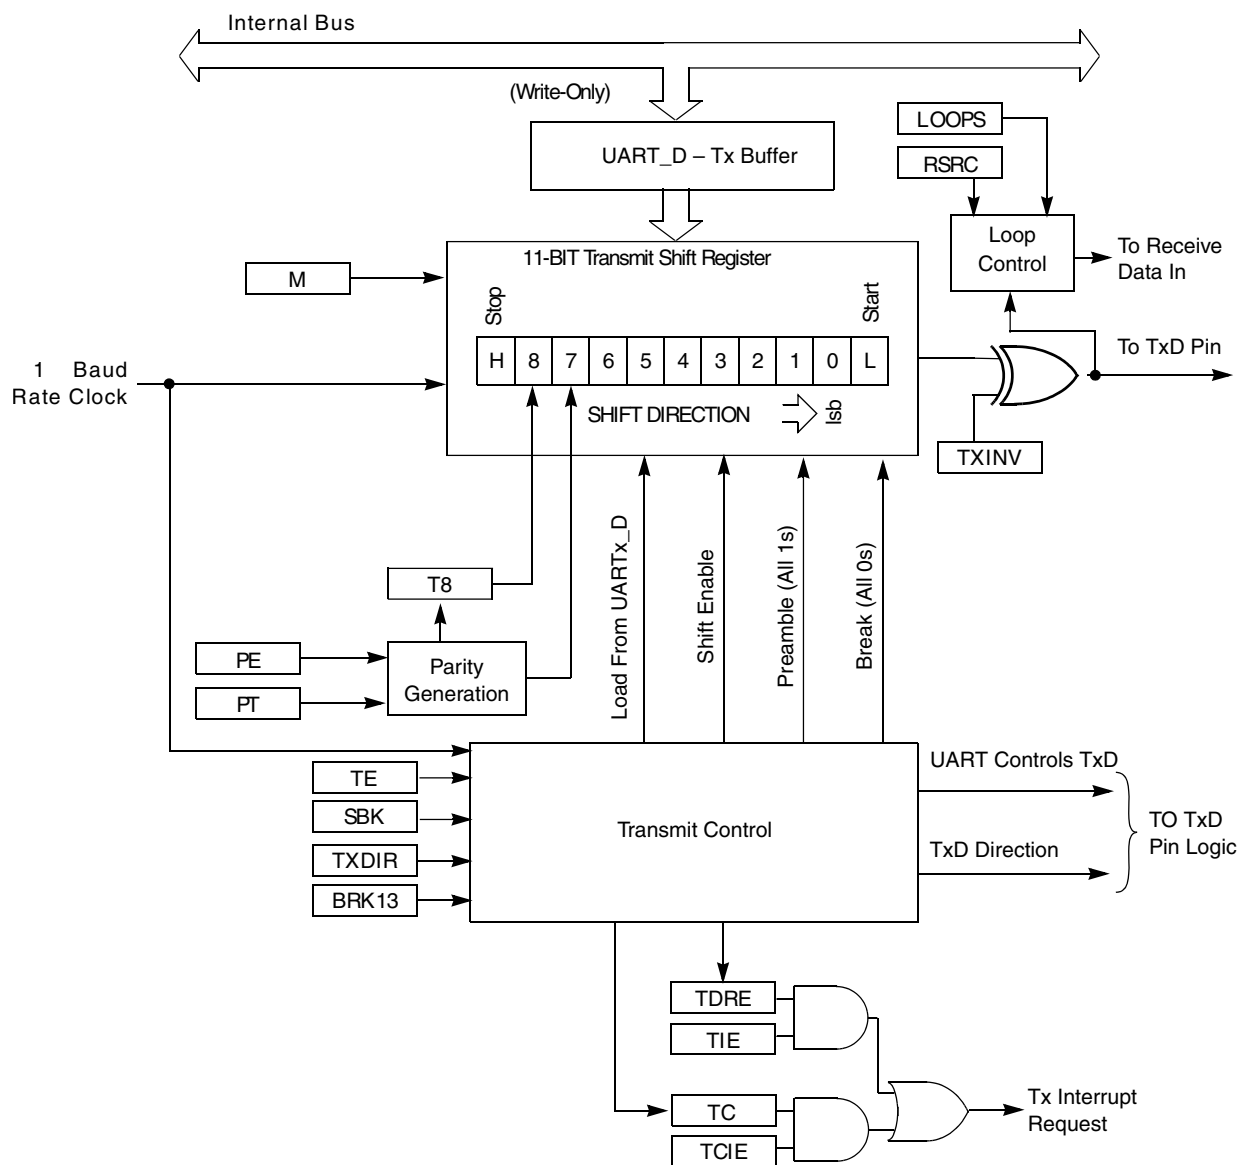 Internal Bus
(Write-Only)
UART_D – Tx Buffer
LOOPS
RSRC
Loop
Control
To Receive
Data In
11-BIT Transmit Shift Register
M
Stop
Start
H 8 7 6 5 4 3 2 1 0 L
To TxD Pin
1 Baud
Rate Clock
SHIFT DIRECTION
lsb
TXINV
Load From UARTx_D
Shift Enable
Preamble (All 1s)
Break (All 0s)
T8
PE
PT
Parity
Generation
TE
SBK
TXDIR
BRK13
Transmit Control
UART Controls TxD
TxD Direction
TO TxD
Pin Logic
TDRE
TIE
TC
TCIE
Tx Interrupt
Request